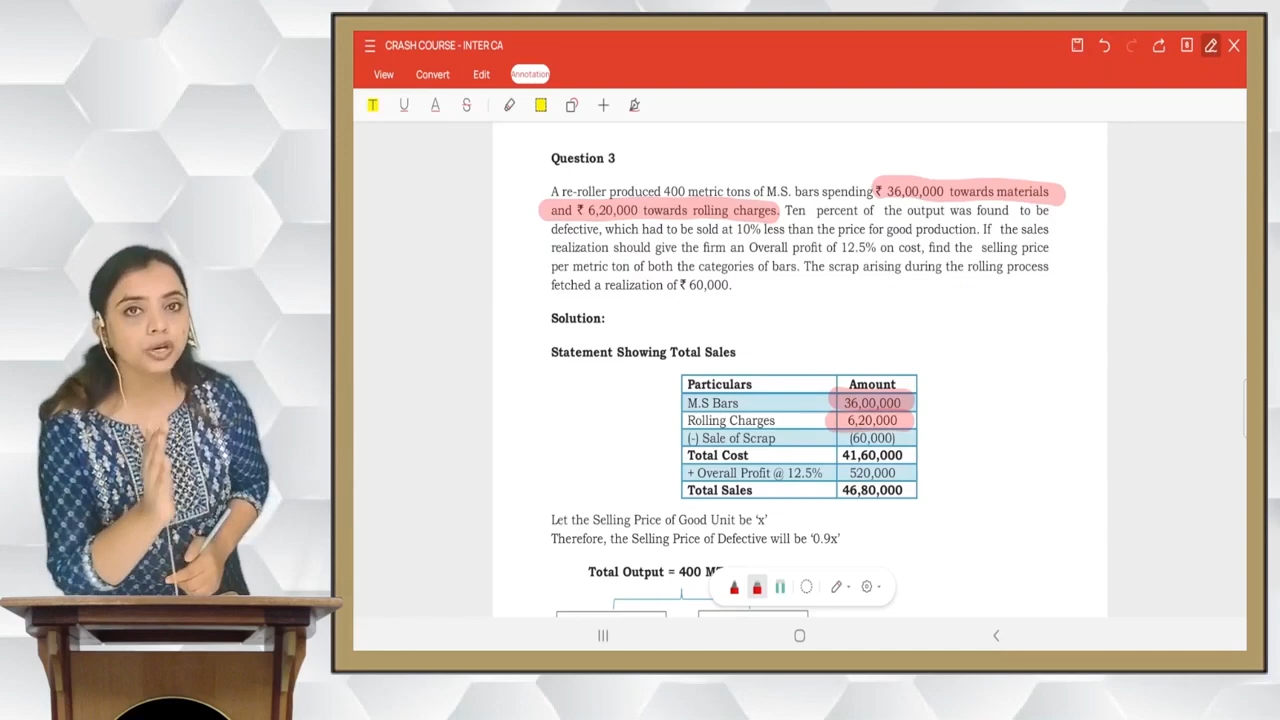 CRASH COURSE - INTER CA
View Convert Edit Annotation
T U A S
Question 3
A re-roller produced 400 metric tons of M.S. bars spending ₹ 36,00,000 towards materials
and ₹ 6,20,000 towards rolling charges. Ten percent of the output was found to be
defective, which had to be sold at 10% less than the price for good production. If the sales
realization should give the firm an Overall profit of 12.5% on cost, find the selling price
per metric ton of both the categories of bars. The scrap arising during the rolling process
fetched a realization of ₹ 60,000.
Solution:
Statement Showing Total Sales
Particulars Amount
M.S Bars 36,00,000
Rolling Charges 6,20,000
(-) Sale of Scrap (60,000)
Total Cost 41,60,000
+ Overall Profit @ 12.5% 520,000
Total Sales 46,80,000
Let the Selling Price of Good Unit be ‘x’
Therefore, the Selling Price of Defective will be ‘0.9x’
Total Output = 400